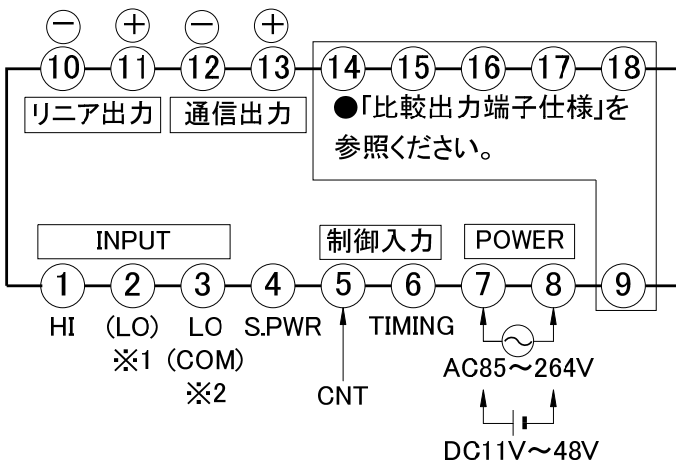 － ＋ － ＋
10 11 12 13 14 15 16 17 18
リニア出力 通信出力
●「比較出力端子仕様」を
参照ください。
INPUT 制御入力 POWER
1 2 3 4 5 6 7 8 9
HI (LO) LO S.PWR TIMING
※1 (COM)
※2
CNT
AC85～264V
DC11V～48V